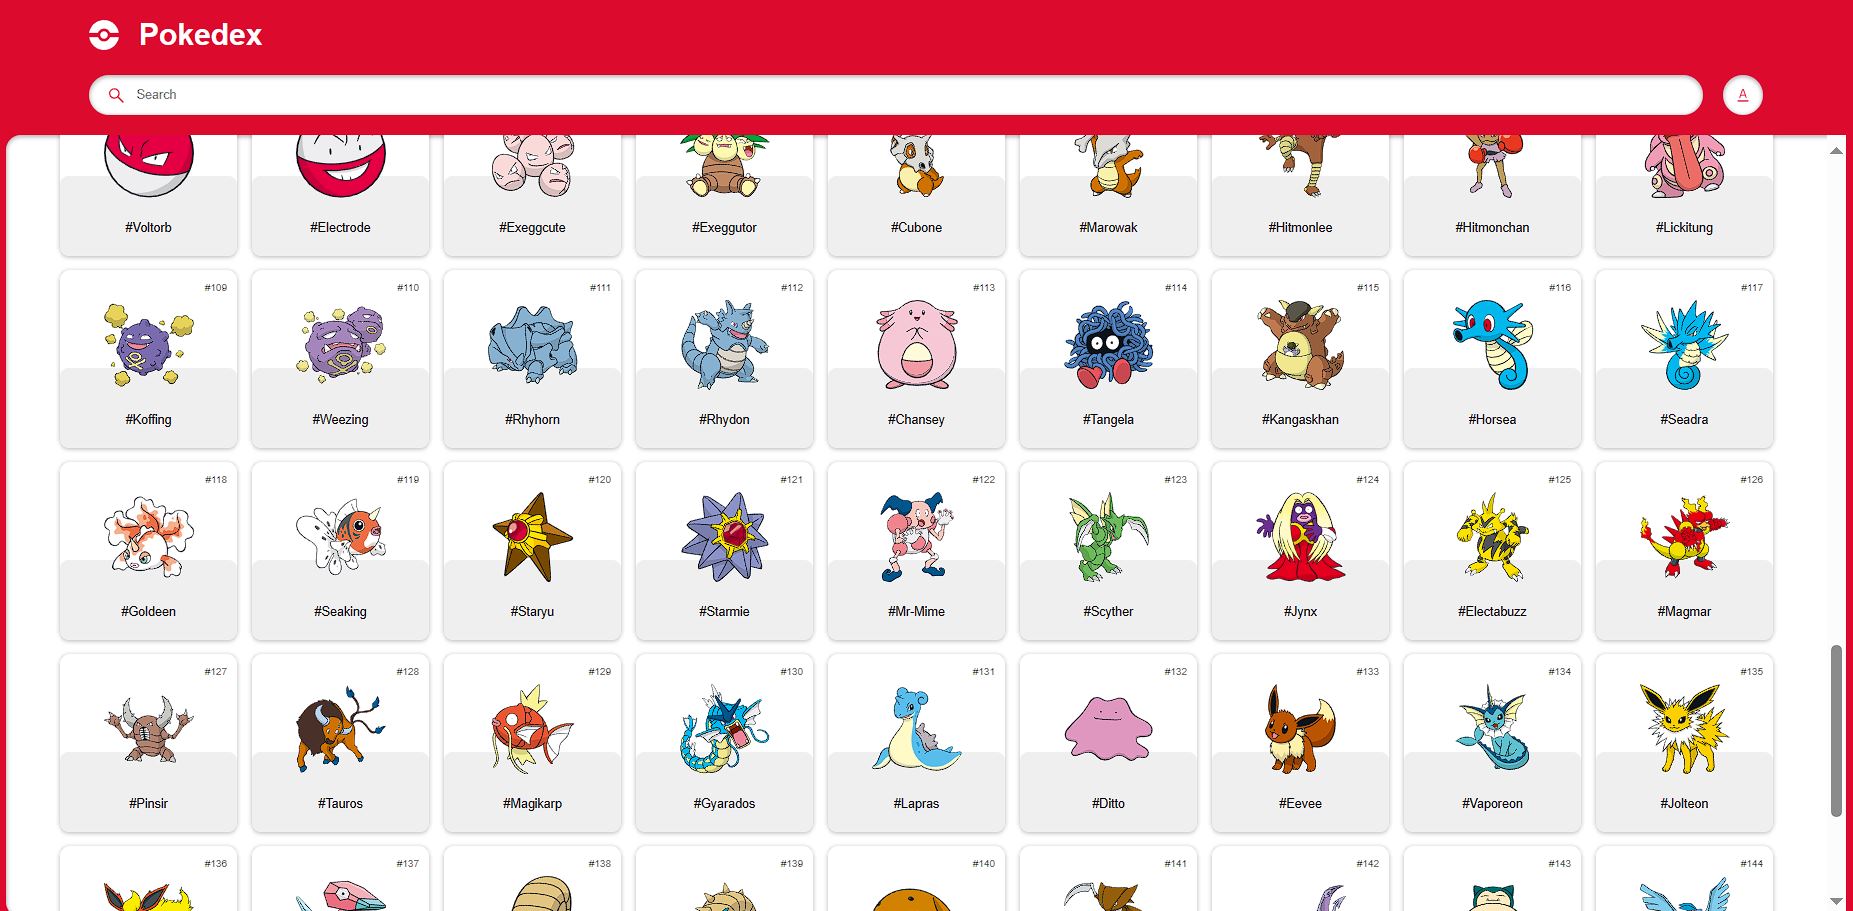 Pokedex
Search
A
#Voltorb
#Electrode
#Exeggcute
#Exeggutor
#Cubone
#Marowak
#Hitmonlee
#Hitmonchan
#Lickitung
#109
#110
#111
#112
#113
#114
#115
#116
#117
#Koffing
#Weezing
#Rhyhorn
#Rhydon
#Chansey
#Tangela
#Kangaskhan
#Horsea
#Seadra
#118
#119
#120
#121
#122
#123
#124
#125
#126
#Goldeen
#Seaking
#Staryu
#Starmie
#Mr-Mime
#Scyther
#Jynx
#Electabuzz
#Magmar
#127
#128
#129
#130
#131
#132
#133
#134
#135
#Pinsir
#Tauros
#Magikarp
#Gyarados
#Lapras
#Ditto
#Eevee
#Vaporeon
#Jolteon
#136
#137
#138
#139
#140
#141
#142
#143
#144